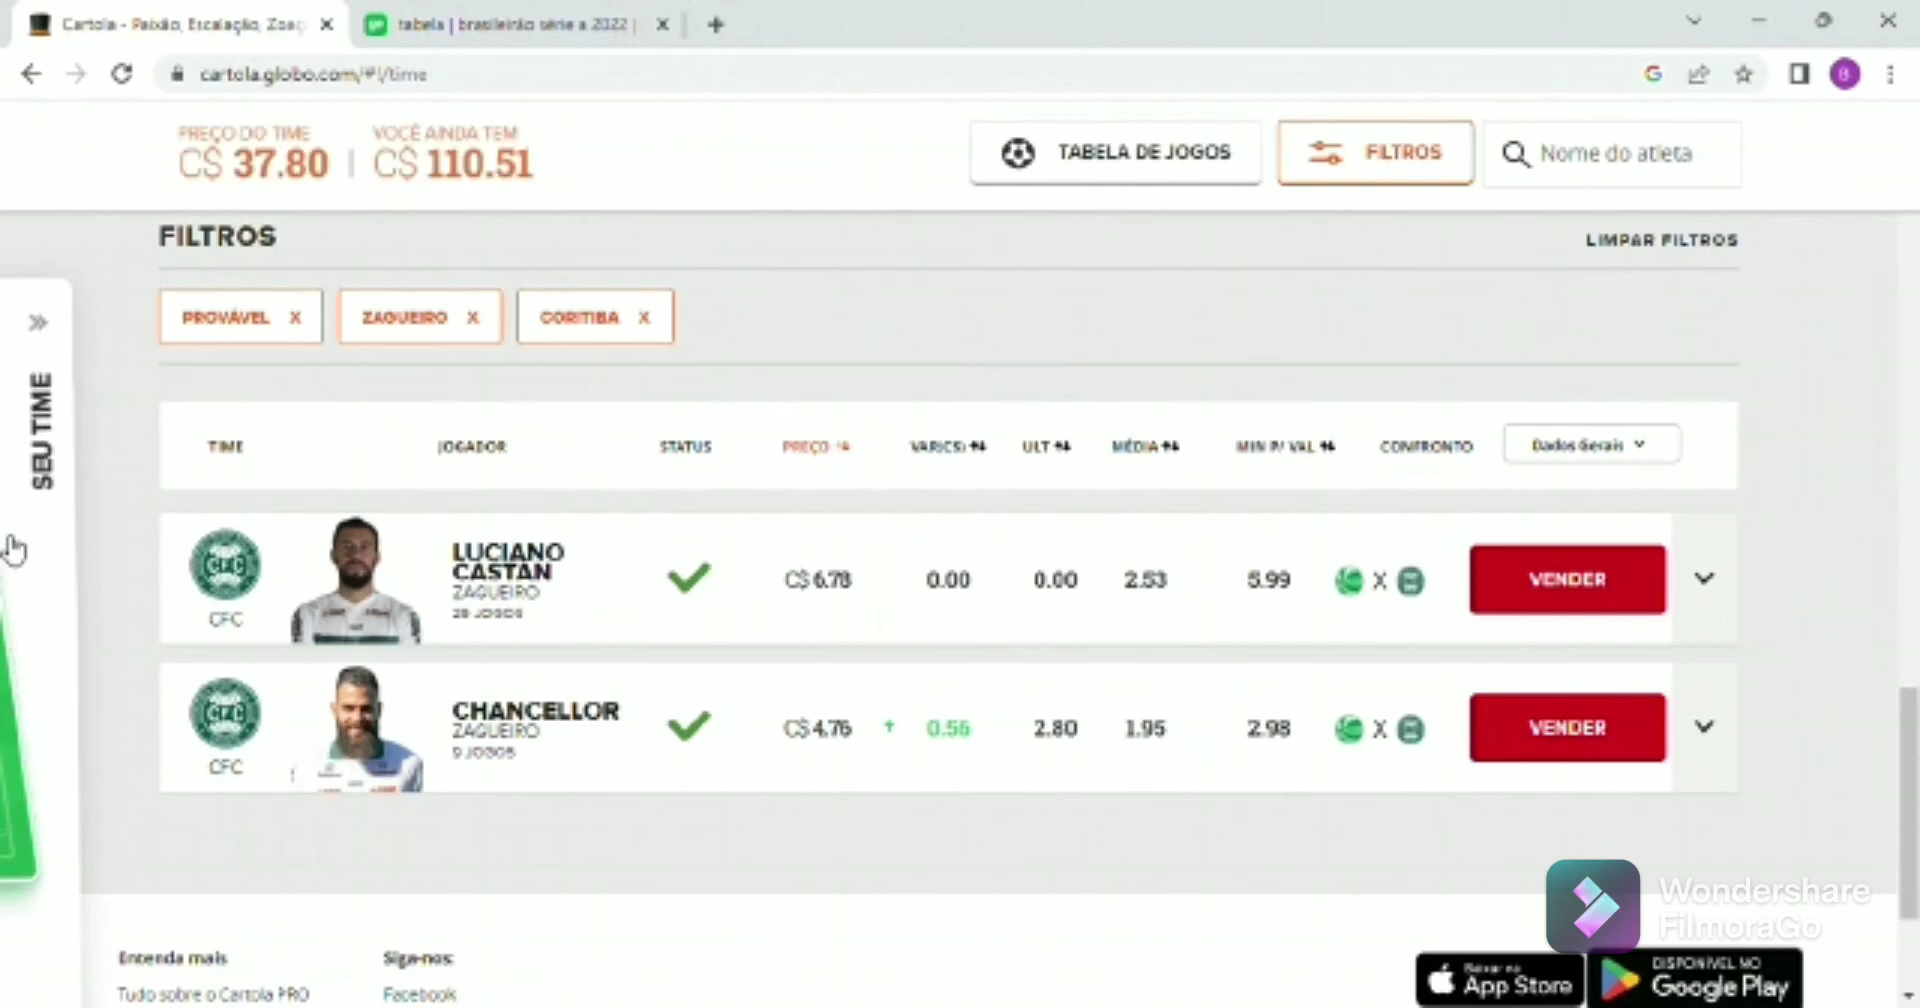 Cartola - Paixão, Escalação, Zoaç
tabela | brasileirão série a 2022 |
cartola.globo.com/#!/time
B
PREÇO DO TIME
C$ 37.80
VOCÊ AINDA TEM
C$ 110.51
TABELA DE JOGOS
FILTROS
Nome do atleta
FILTROS
LIMPAR FILTROS
PROVÁVEL X
ZAGUEIRO X
CORITIBA X
SEU TIME
TIME JOGADOR STATUS PREÇO VAR(C$) ULT MÉDIA MIN P/ VAL CONFRONTO Dados Gerais
CFC
LUCIANO
CASTAN
ZAGUEIRO
28 JOGOS
C$ 6.78 0.00 0.00 2.53 5.99 X VENDER
CFC
CHANCELLOR
ZAGUEIRO
9 JOGOS
C$ 4.76 0.56 2.80 1.95 2.98 X VENDER
Wondershare
FilmoraGo
Entenda mais
Tudo sobre o Cartola PRO
Siga-nos:
Facebook
Baixar na
App Store
DISPONÍVEL NO
Google Play